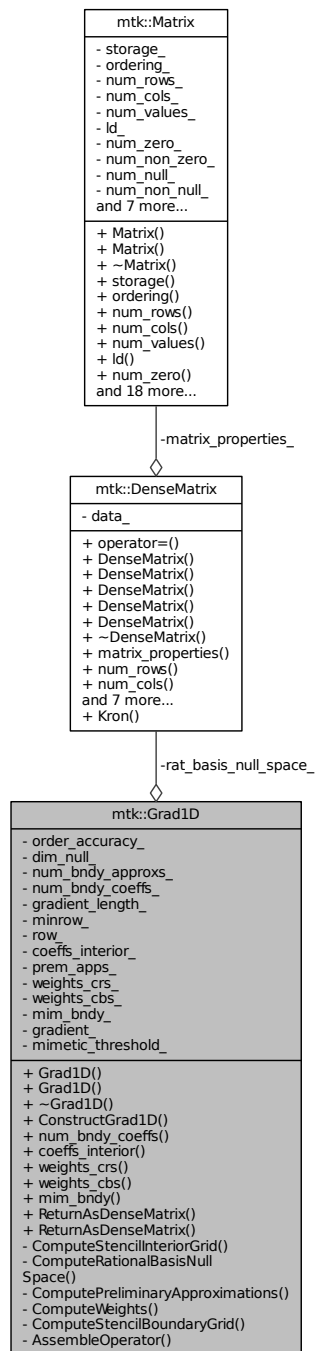 mtk::Matrix
- storage_
- ordering_
- num_rows_
- num_cols_
- num_values_
- ld_
- num_zero_
- num_non_zero_
- num_null_
- num_non_null_
and 7 more...
+ Matrix()
+ Matrix()
+ ~Matrix()
+ storage()
+ ordering()
+ num_rows()
+ num_cols()
+ num_values()
+ ld()
+ num_zero()
and 18 more...
-matrix_properties_
mtk::DenseMatrix
- data_
+ operator=()
+ DenseMatrix()
+ DenseMatrix()
+ DenseMatrix()
+ DenseMatrix()
+ DenseMatrix()
+ ~DenseMatrix()
+ matrix_properties()
+ num_rows()
+ num_cols()
and 7 more...
+ Kron()
-rat_basis_null_space_
mtk::Grad1D
- order_accuracy_
- dim_null_
- num_bndy_approxs_
- num_bndy_coeffs_
- gradient_length_
- minrow_
- row_
- coeffs_interior_
- prem_apps_
- weights_crs_
- weights_cbs_
- mim_bndy_
- gradient_
- mimetic_threshold_
+ Grad1D()
+ Grad1D()
+ ~Grad1D()
+ ConstructGrad1D()
+ num_bndy_coeffs()
+ coeffs_interior()
+ weights_crs()
+ weights_cbs()
+ mim_bndy()
+ ReturnAsDenseMatrix()
+ ReturnAsDenseMatrix()
- ComputeStencilInteriorGrid()
- ComputeRationalBasisNull
Space()
- ComputePreliminaryApproximations()
- ComputeWeights()
- ComputeStencilBoundaryGrid()
- AssembleOperator()